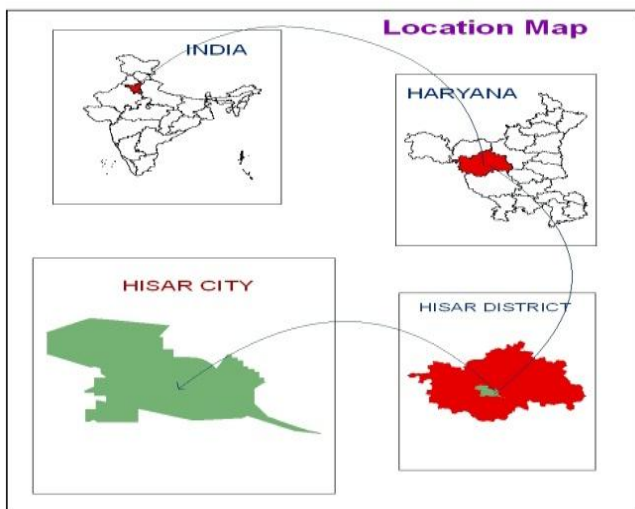 Location Map
INDIA
HARYANA
HISAR CITY
HISAR DISTRICT